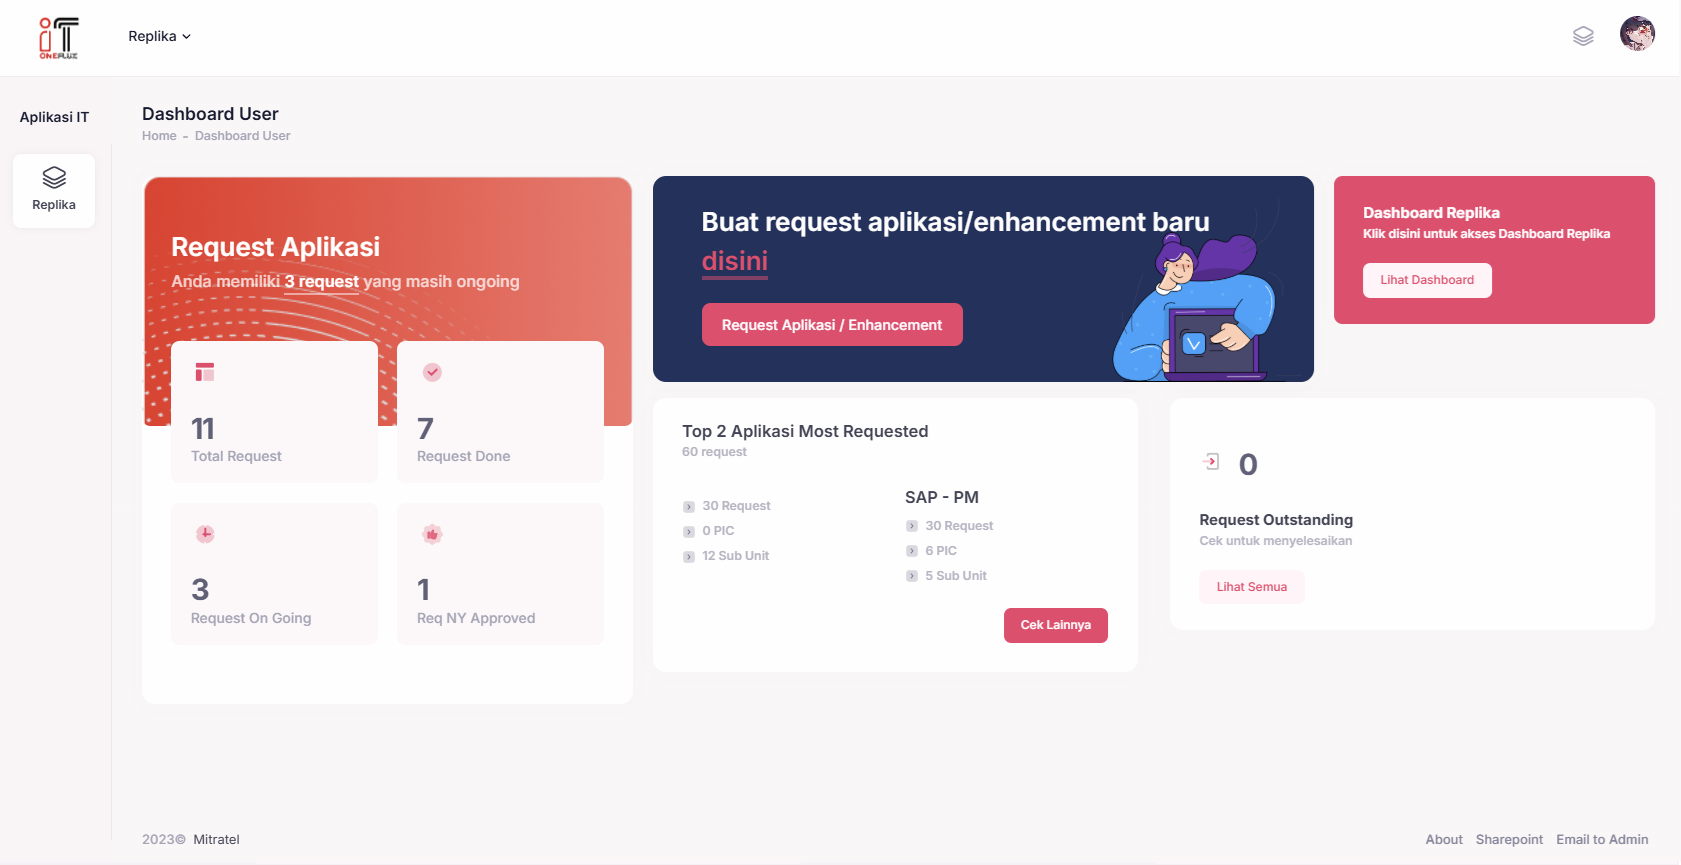 iT
ONEFLUX
Replika
Aplikasi IT
Replika
Dashboard User
Home - Dashboard User
Request Aplikasi
Anda memiliki 3 request yang masih ongoing
11
Total Request
7
Request Done
3
Request On Going
1
Req NY Approved
Buat request aplikasi/enhancement baru
disini
Request Aplikasi / Enhancement
Dashboard Replika
Klik disini untuk akses Dashboard Replika
Lihat Dashboard
Top 2 Aplikasi Most Requested
60 request
30 Request
0 PIC
12 Sub Unit
SAP - PM
30 Request
6 PIC
5 Sub Unit
Cek Lainnya
0
Request Outstanding
Cek untuk menyelesaikan
Lihat Semua
2023© Mitratel
About Sharepoint Email to Admin